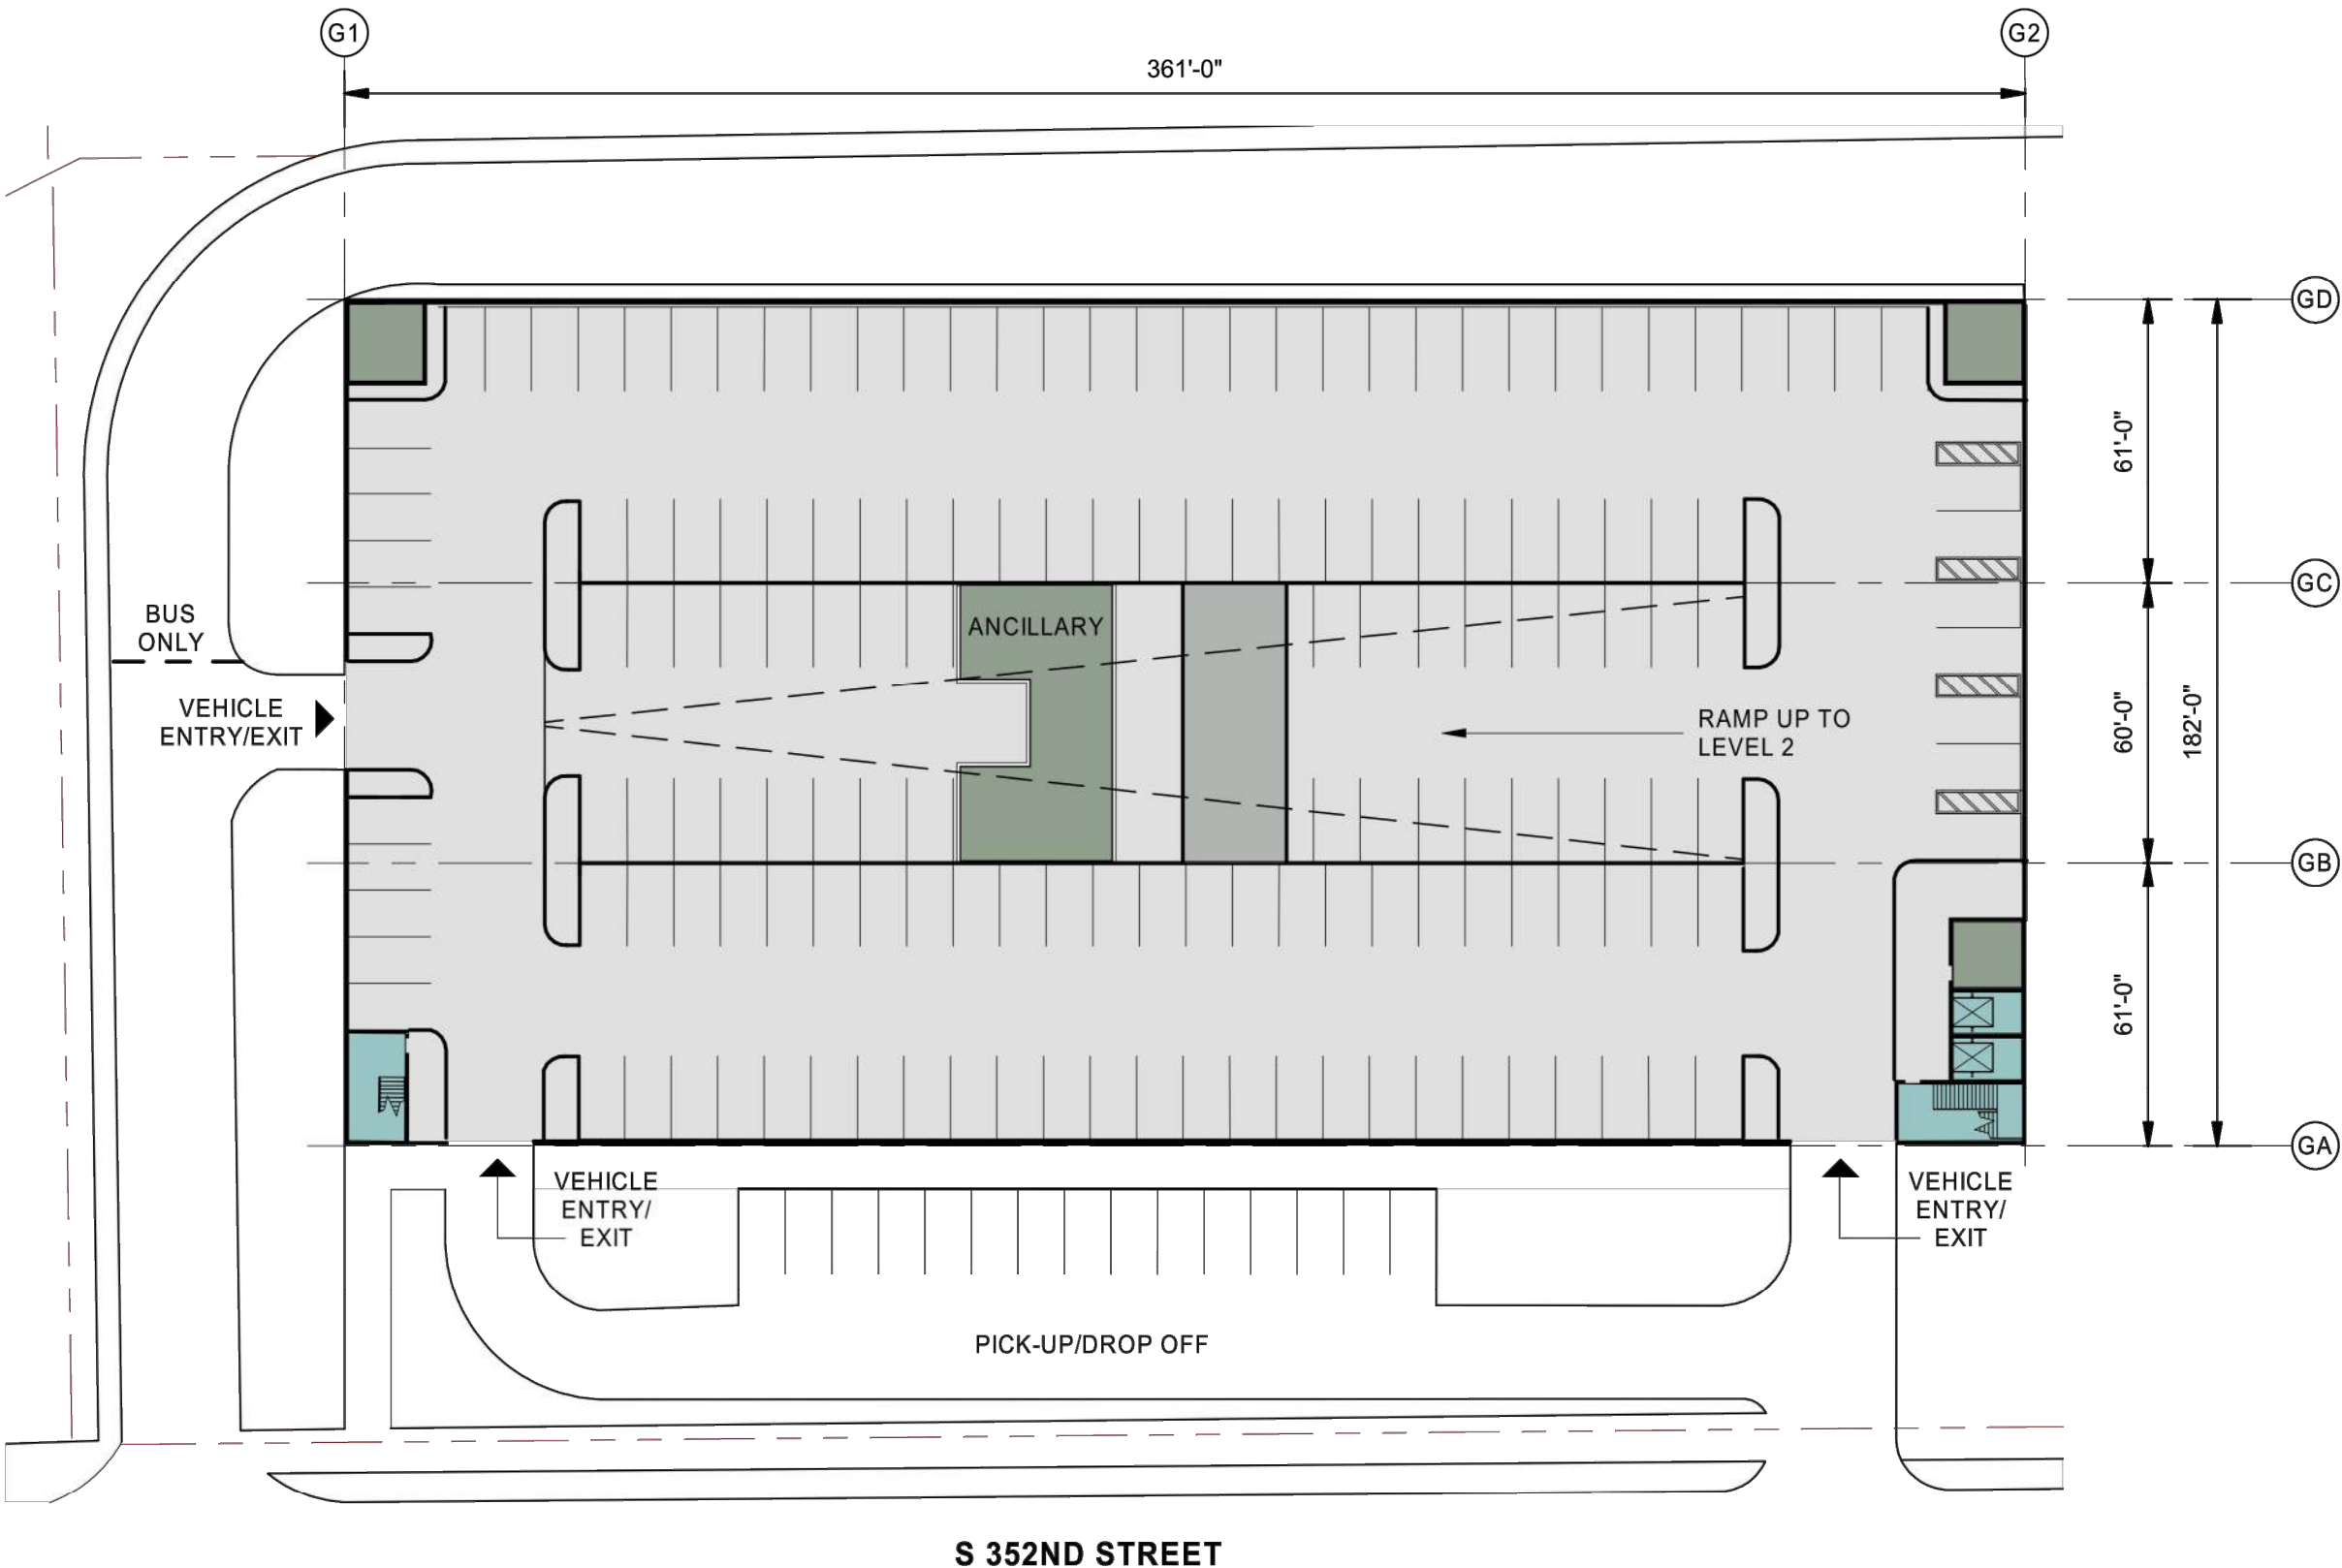 G1
G2
361'-0"
GD
61'-0"
GC
BUS
ONLY
ANCILLARY
VEHICLE
ENTRY/EXIT
RAMP UP TO
LEVEL 2
60'-0"
182'-0"
GB
61'-0"
GA
VEHICLE
ENTRY/
EXIT
VEHICLE
ENTRY/
EXIT
PICK-UP/DROP OFF
S 352ND STREET